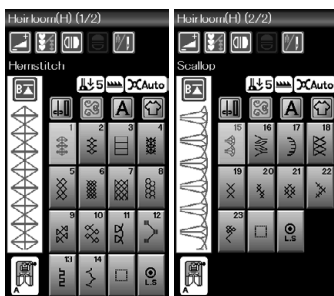 Heirloom(H) (1/2)
Hemstitch
B
5
Auto
A
1 2 3 4
5 6 7 8
9 10 11 12
13 14
L.S
A
Heirloom(H) (2/2)
Scallop
B
5
Auto
A
15 16 17 18
19 20 21 22
23
L.S
A